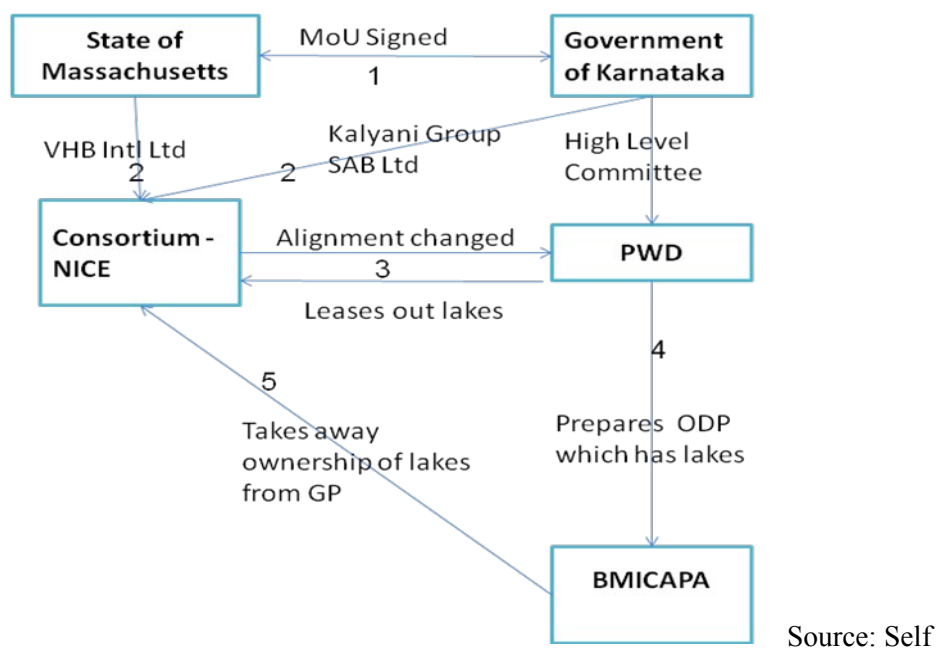 State of
Massachusetts
MoU Signed
1
Government
of Karnataka
VHB Intl Ltd
2
Kalyani Group
SAB Ltd
2
High Level
Committee
Consortium -
NICE
Alignment changed
3
Leases out lakes
PWD
4
5
Takes away
ownership of lakes
from GP
Prepares ODP
which has lakes
BMICAPA
Source: Self